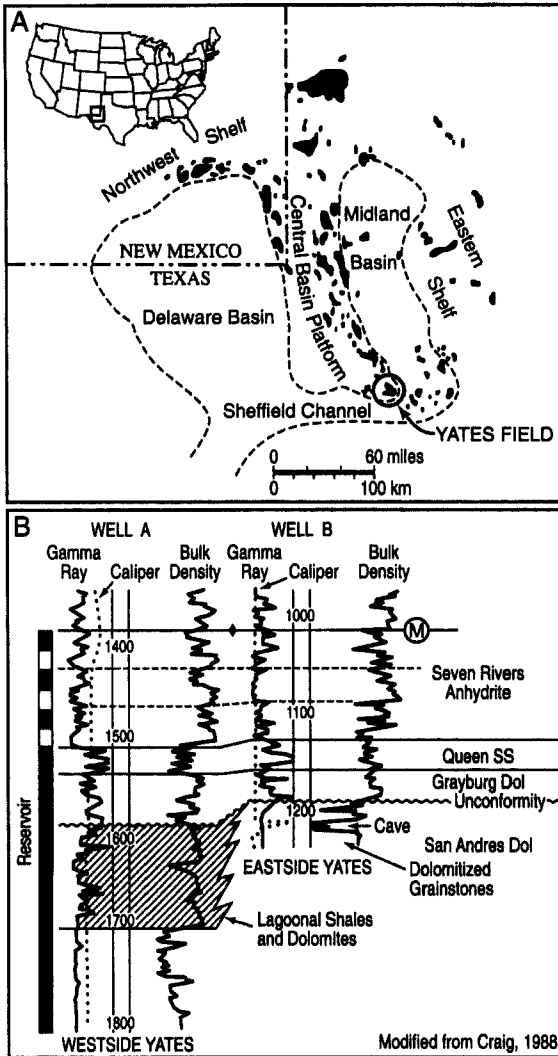 A
Northwest Shelf
Central Basin Platform
Midland
Basin
Eastern
Shelf
NEW MEXICO
TEXAS
Delaware Basin
Sheffield Channel
YATES FIELD
0 60 miles
0 100 km
B
WELL A WELL B
Gamma Ray
Caliper
Bulk Density
Gamma Ray
Caliper
Bulk Density
1000
M
1400
Seven Rivers
Anhydrite
1100
1500
Queen SS
Grayburg Dol
Unconformity
1200
Cave
San Andres Dol
EASTSIDE YATES
Dolomitized
Grainstones
Reservoir
Lagoonal Shales
and Dolomites
1700
1800
WESTSIDE YATES
Modified from Craig, 1988